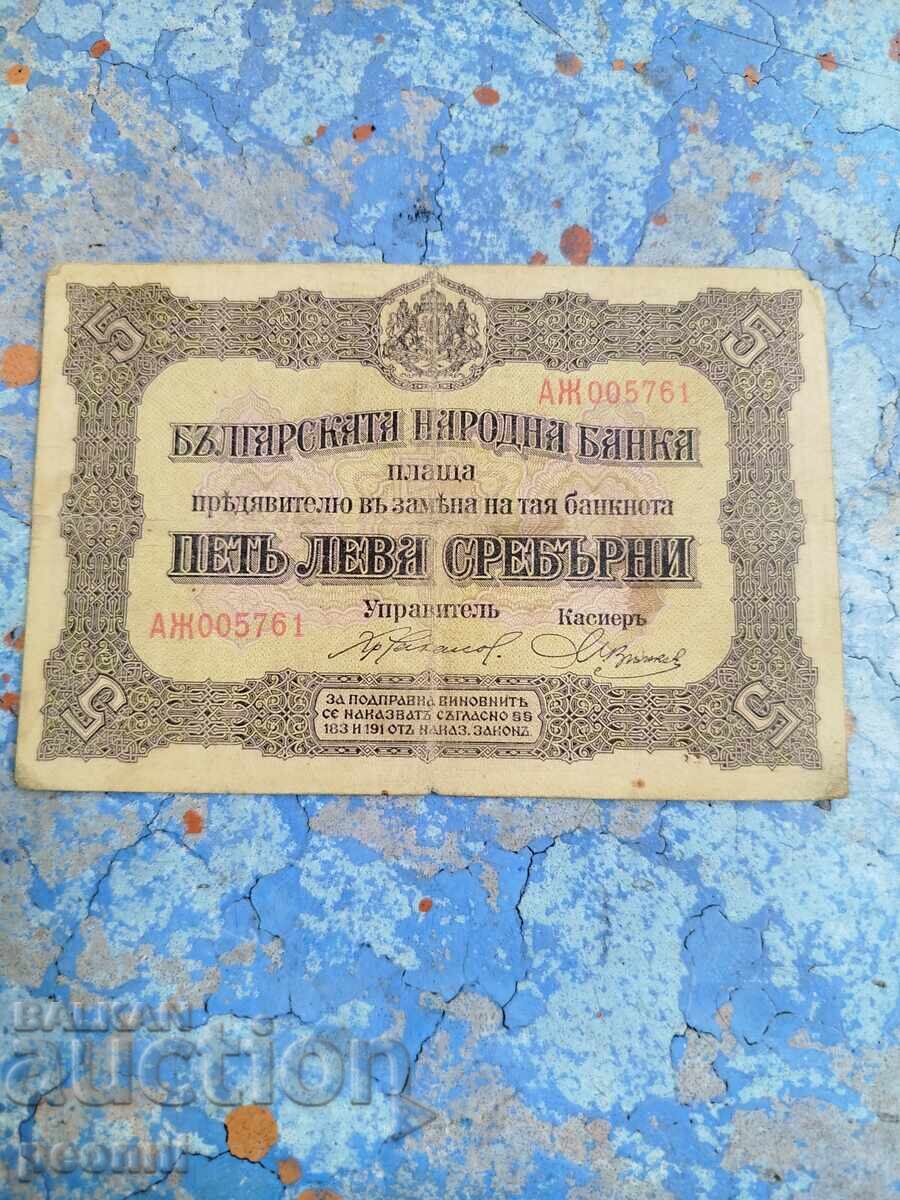 5
5
АЖ005761
БЪЛГАРСКАТА НАРОДНА БАНКА
ПЛАЩА
ПРѢДЯВИТЕЛЮ ВЪ ЗАМѢНА НА ТАЯ БАНКНОТА
ПЕТЬ ЛЕВА СРЕБЪРНИ
Управитель Касиеръ
АЖ005761
5
5
ЗА ПОДПРАВКА ВИНОВНИТѢ
СЕ НАКАЗВАТЪ СЪГЛАСНО §§
183 И 191 ОТЪ НАКАЗ. ЗАКОНЪ.
BALKAN
auction